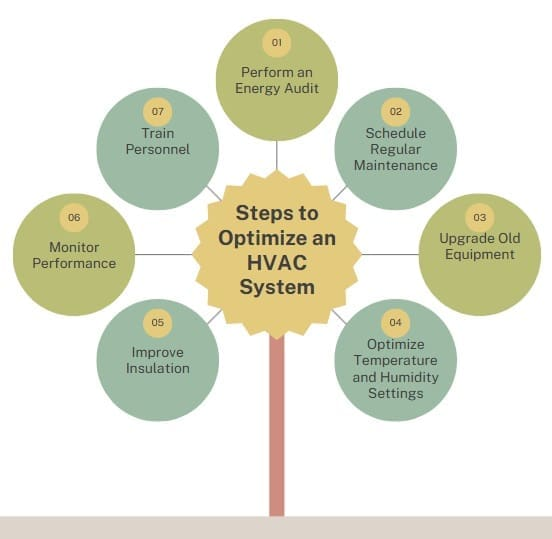 Steps to
Optimize an
HVAC
System
01
Perform an
Energy Audit
02
Schedule
Regular
Maintenance
03
Upgrade Old
Equipment
04
Optimize
Temperature
and Humidity
Settings
05
Improve
Insulation
06
Monitor
Performance
07
Train
Personnel